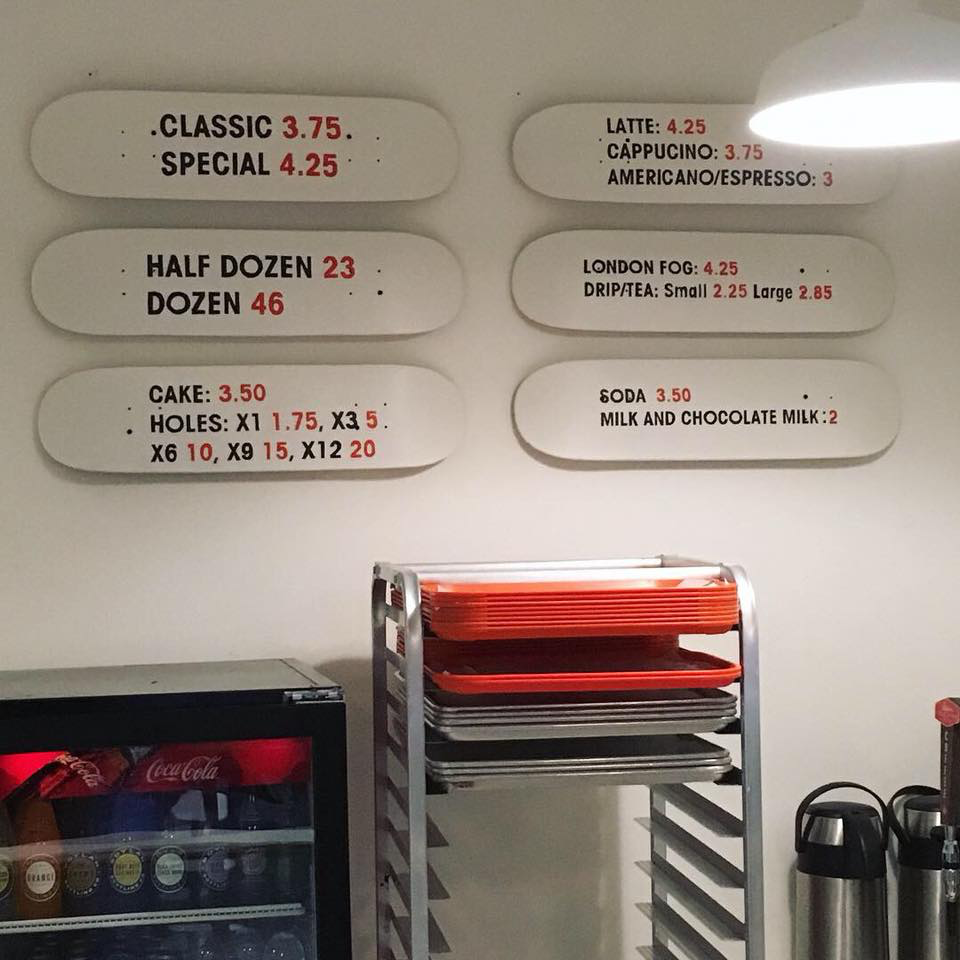 CLASSIC 3.75
SPECIAL 4.25
HALF DOZEN 23
DOZEN 46
CAKE: 3.50
HOLES: X1 1.75, X3 5
X6 10, X9 15, X12 20
LATTE: 4.25
CAPPUCINO: 3.75
AMERICANO/ESPRESSO: 3
LONDON FOG: 4.25
DRIP/TEA: Small 2.25 Large 2.85
SODA 3.50
MILK AND CHOCOLATE MILK: 2
Coca-Cola
Coca-Cola
ORANGE